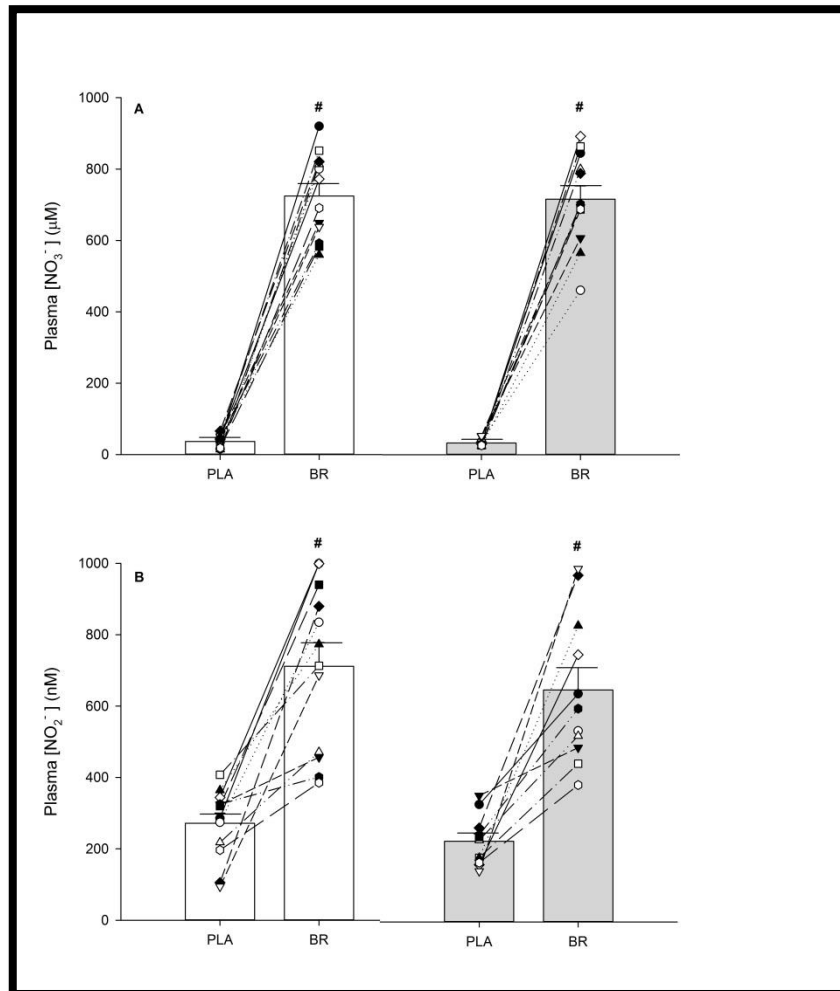 A
#
#
1000
800
600
400
200
0
Plasma [NO₃⁻] (μM)
PLA
BR
PLA
BR
B
#
#
1000
800
600
400
200
0
Plasma [NO₂⁻] (nM)
PLA
BR
PLA
BR